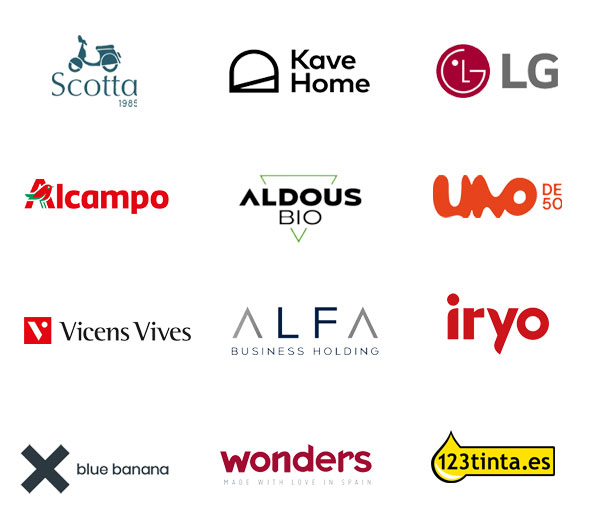 Scotta
1985
Kave
Home
LG
Alcampo
ALDOUS
BIO
UNO
DE
50
Vicens Vives
ALFA
BUSINESS HOLDING
iryo
blue banana
wonders
MADE WITH LOVE IN SPAIN
123tinta.es